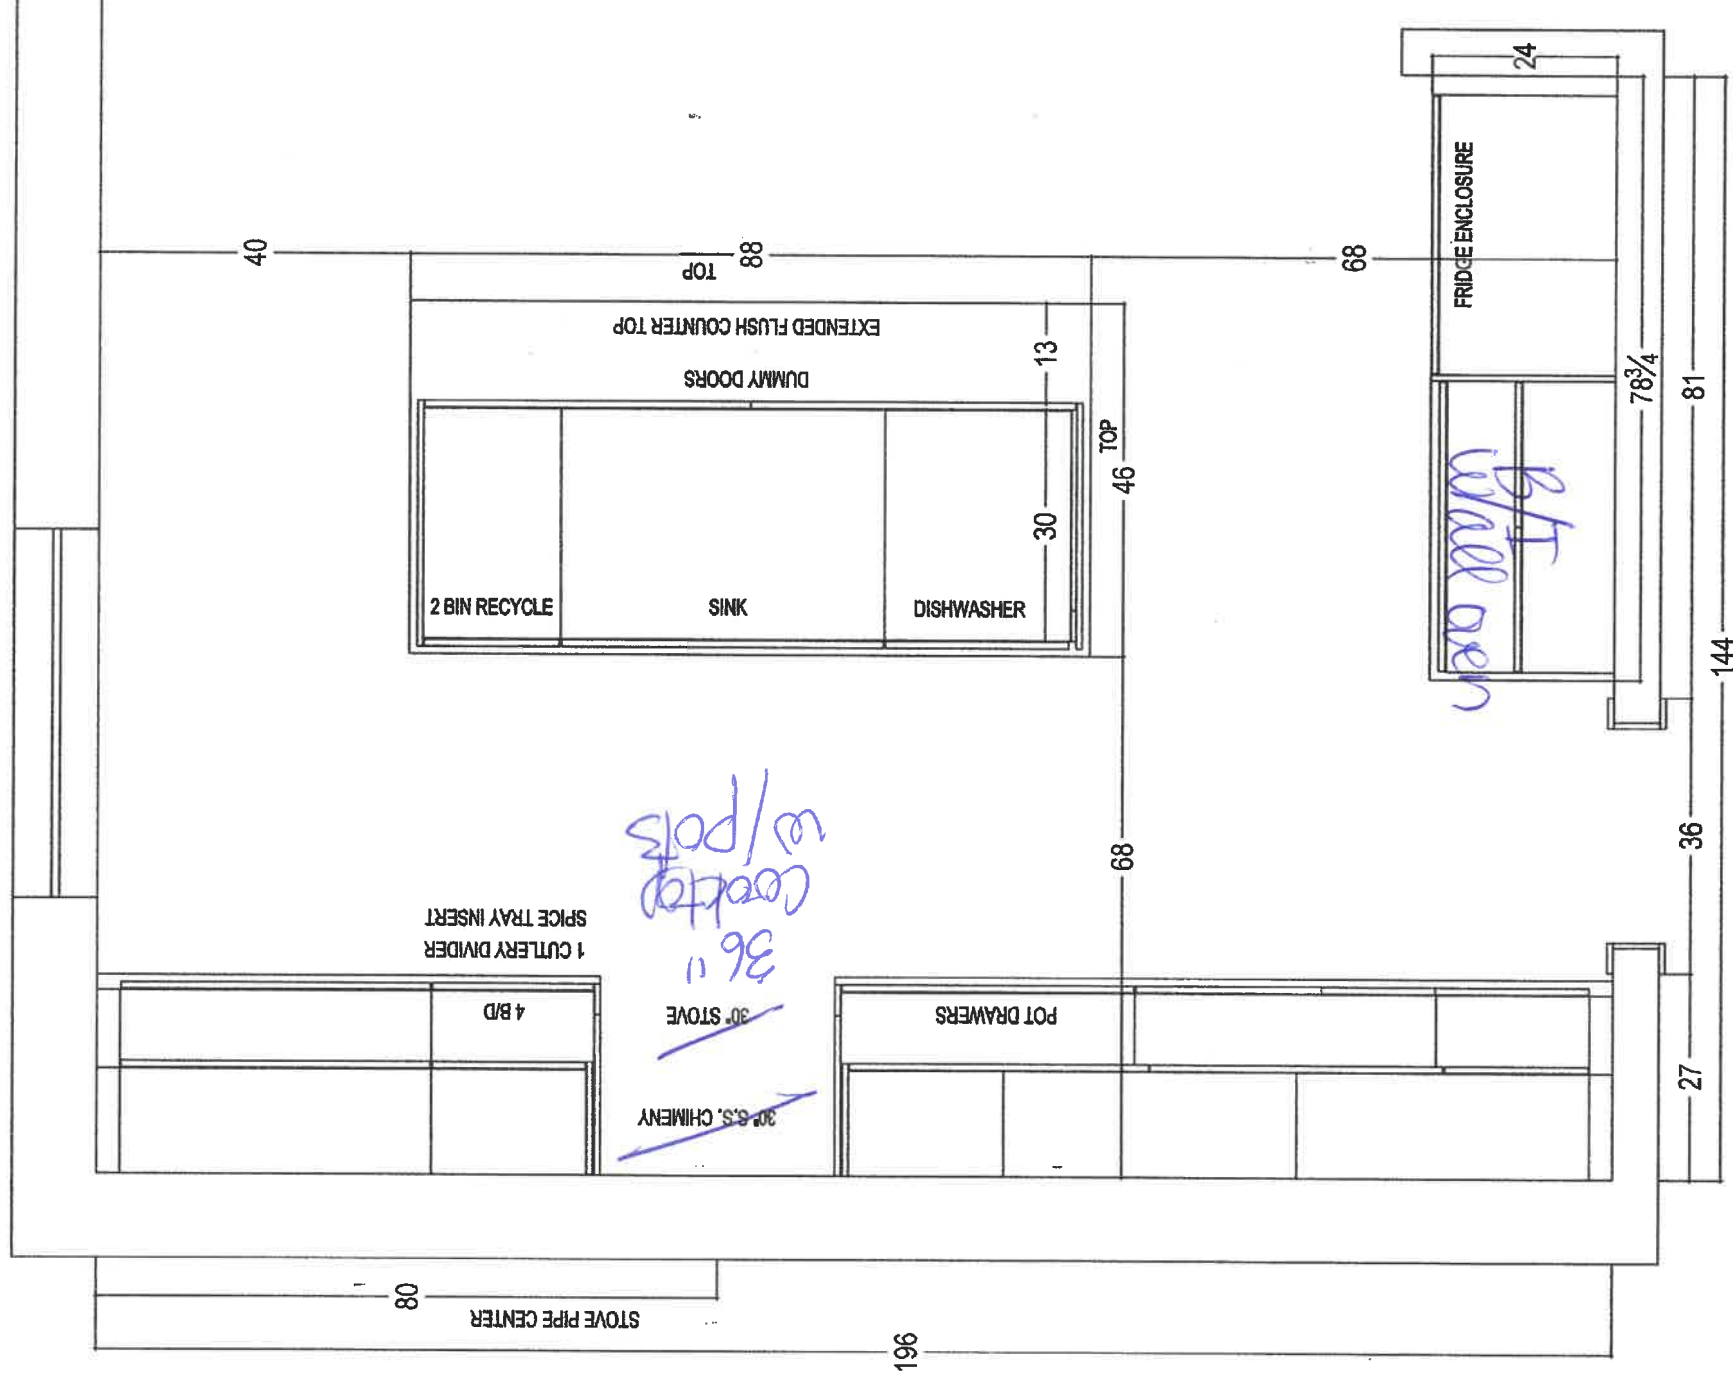 24
40
TOP
88
68
FRIDGE ENCLOSURE
EXTENDED FLUSH COUNTER TOP
DUMMY DOORS
13
30
TOP
46
78¾
81
144
2 BIN RECYCLE
SINK
DISHWASHER
B/I
Wall oven
36"
Cooktop
w/pots
1 CUTLERY DIVIDER
SPICE TRAY INSERT
4 B/D
30" STOVE
30" S.S. CHIMENY
POT DRAWERS
68
36
27
80
STOVE PIPE CENTER
196